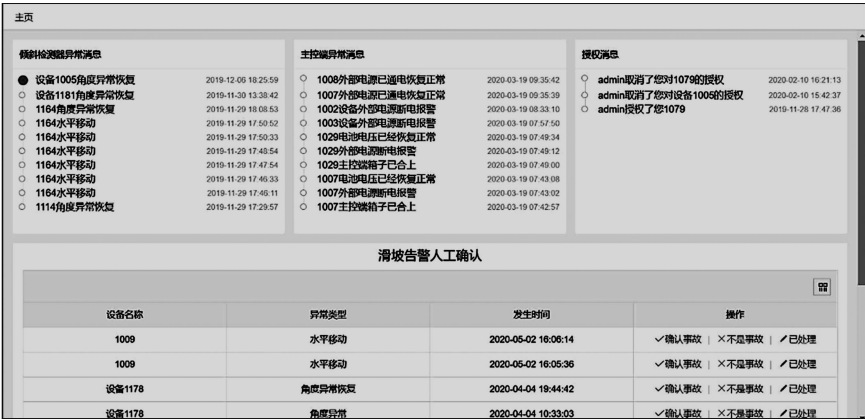 主页
倾斜检测器异常消息
设备1005角度异常恢复 2019-12-06 18:25:59
设备1181角度异常恢复 2019-11-30 13:38:42
1164角度异常恢复 2019-11-29 18:08:53
1164水平移动 2019-11-29 17:50:52
1164水平移动 2019-11-29 17:50:33
1164水平移动 2019-11-29 17:48:54
1164水平移动 2019-11-29 17:47:54
1164水平移动 2019-11-29 17:46:33
1164水平移动 2019-11-29 17:46:11
1114角度异常恢复 2019-11-29 17:29:57
主控端异常消息
1008外部电源已通电恢复正常 2020-03-19 09:35:42
1007外部电源已通电恢复正常 2020-03-19 09:35:39
1002设备外部电源断电报警 2020-03-19 08:33:10
1003设备外部电源断电报警 2020-03-19 07:57:50
1029电池电压已经恢复正常 2020-03-19 07:49:34
1029外部电源断电报警 2020-03-19 07:49:12
1029主控端箱子已合上 2020-03-19 07:49:00
1007电池电压已经恢复正常 2020-03-19 07:43:08
1007外部电源断电报警 2020-03-19 07:43:02
1007主控端箱子已合上 2020-03-19 07:42:57
授权消息
admin取消了您对1079的授权 2020-02-10 16:21:13
admin取消了您对设备1005的授权 2020-02-10 15:42:37
admin授权了您1079 2019-11-28 17:47:36
滑坡告警人工确认
设备名称 异常类型 发生时间 操作
1009 水平移动 2020-05-02 16:06:14 ✓确认事故 | ×不是事故 | 已处理
1009 水平移动 2020-05-02 16:05:36 ✓确认事故 | ×不是事故 | 已处理
设备1178 角度异常恢复 2020-04-04 19:44:42 ✓确认事故 | ×不是事故 | 已处理
设备1178 角度异常 2020-04-04 10:33:03 ✓确认事故 | ×不是事故 | 已处理